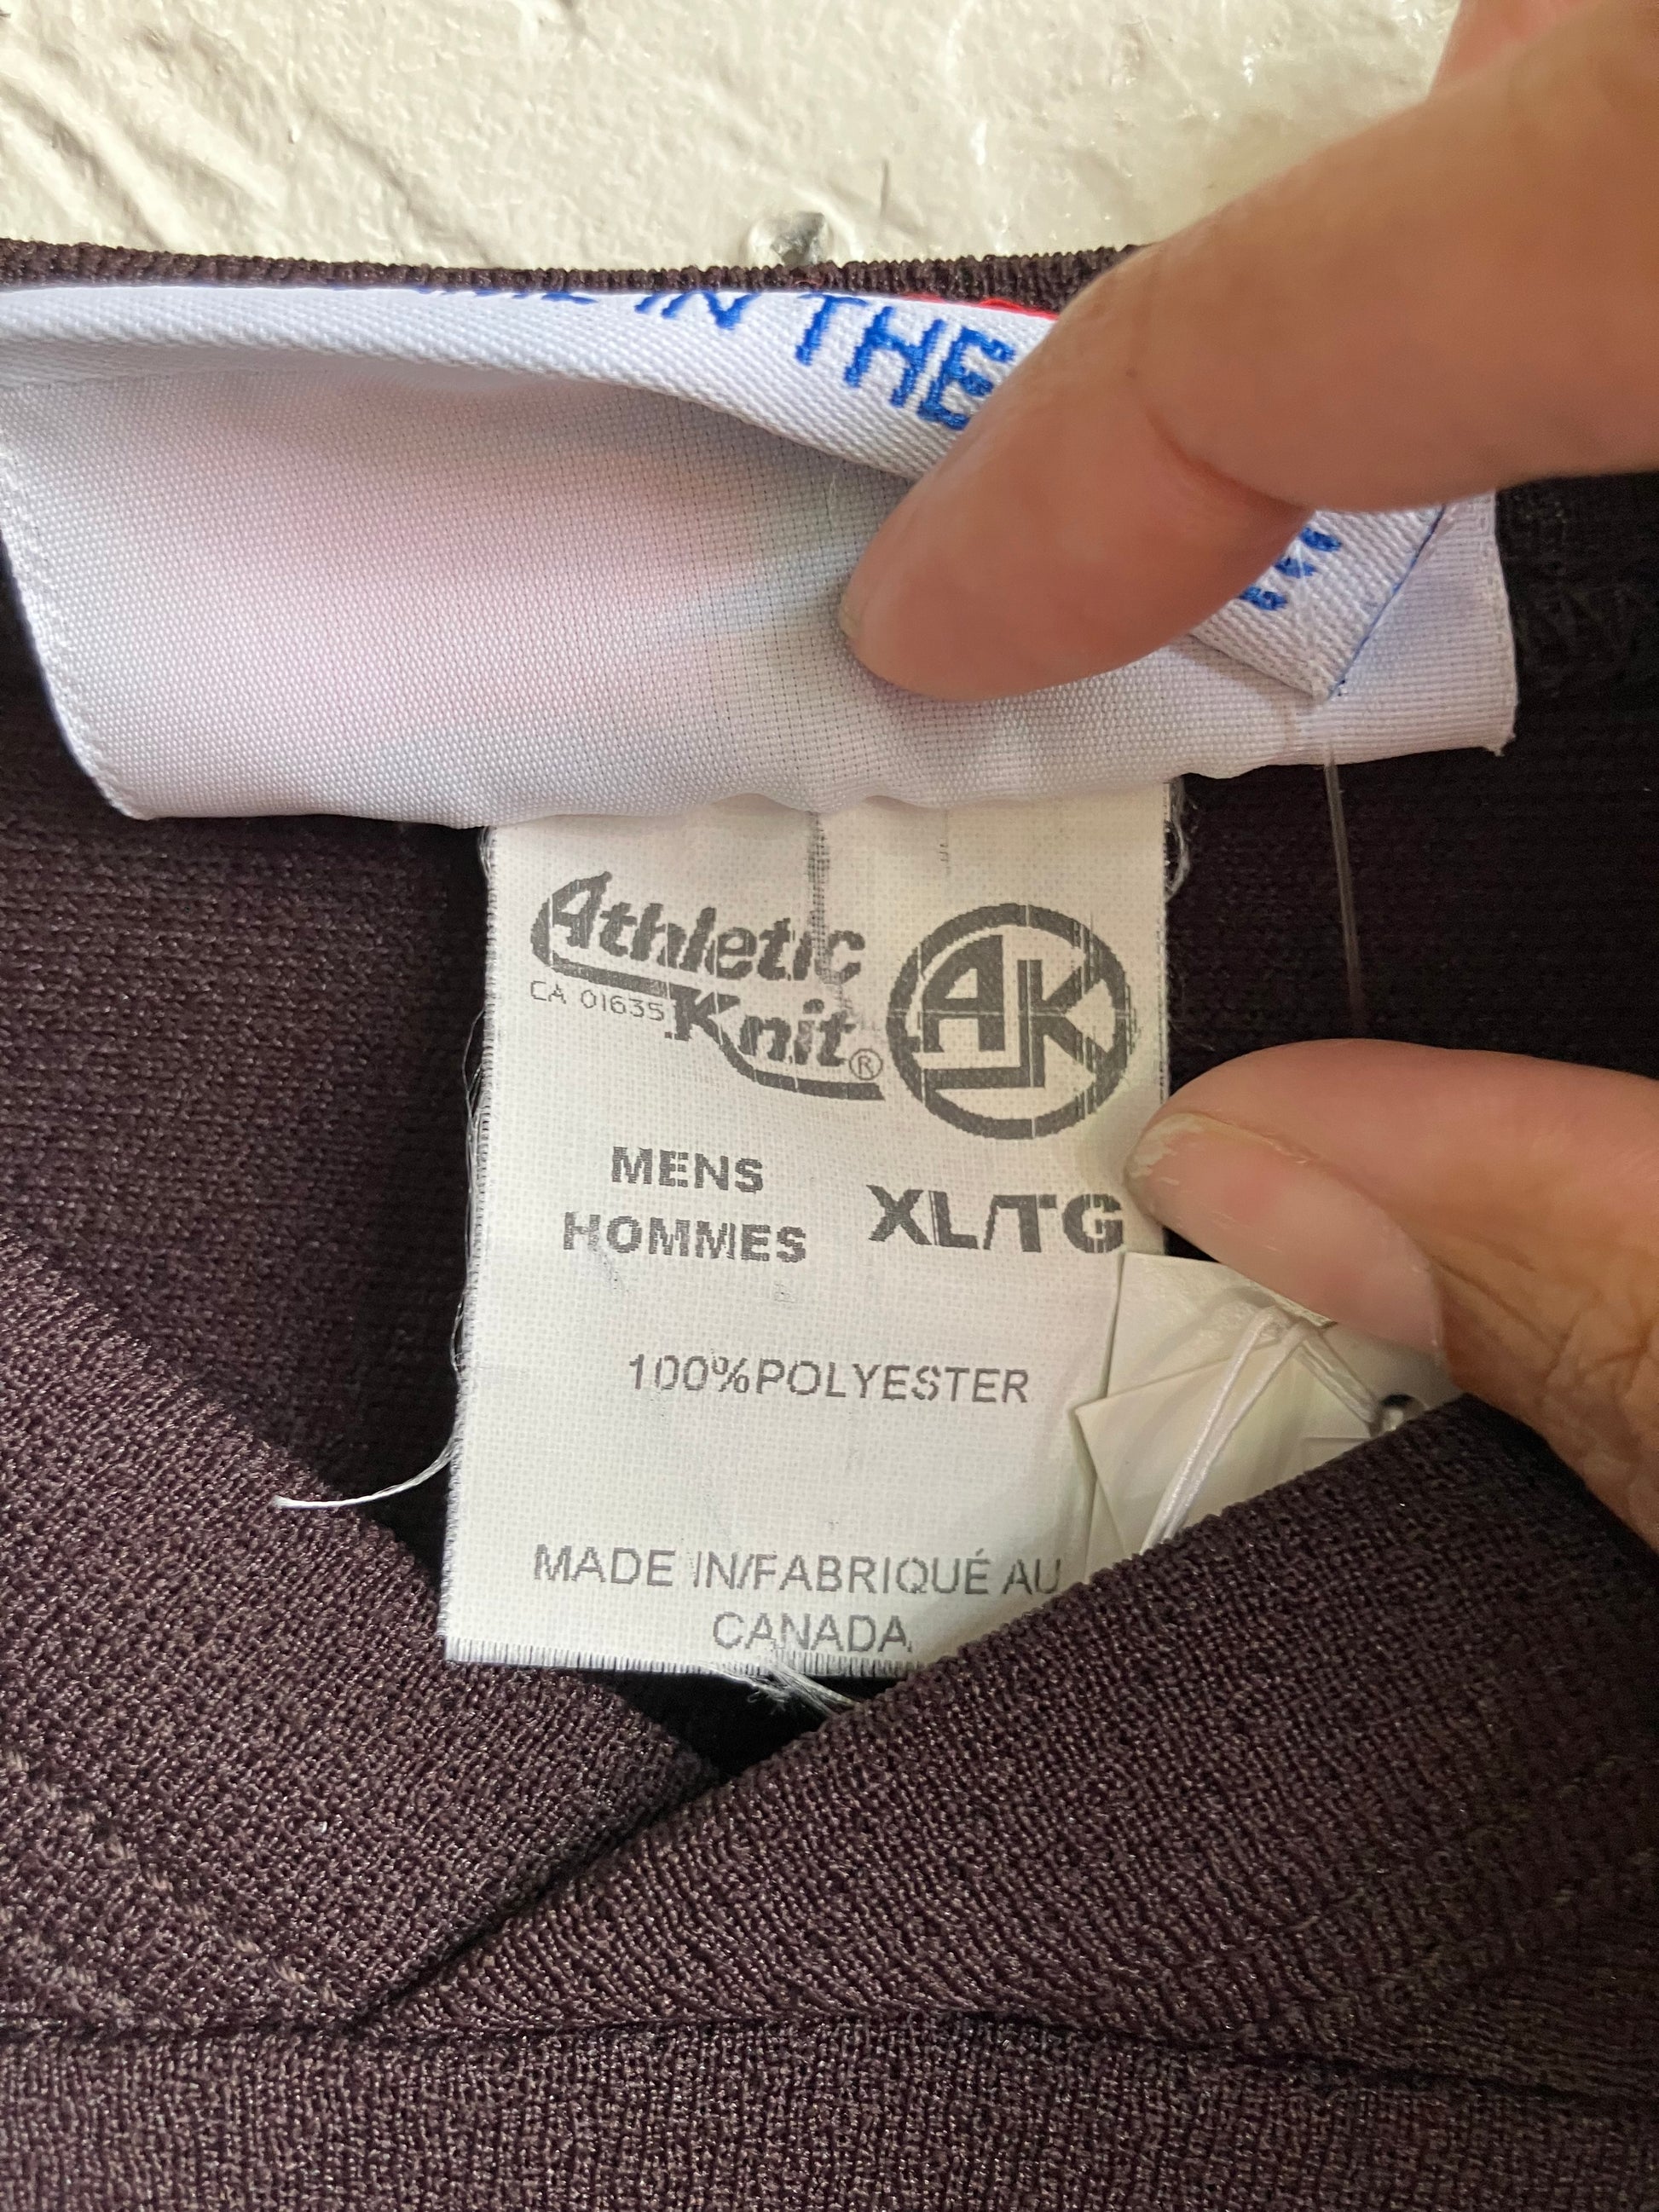 IN THE
Athletic
Knit®
CA 01635
AK
MENS
HOMMES
XL/TG
100%POLYESTER
MADE IN/FABRIQUÉ AU
CANADA